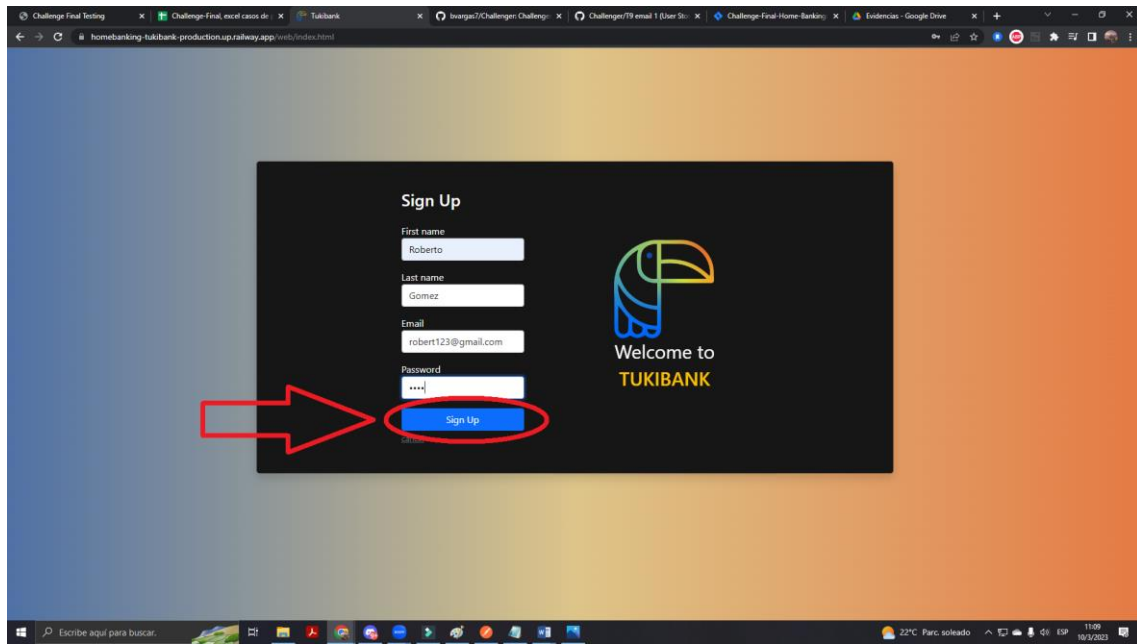 Challenge Final Testing
Challenge-Final, excel casos de p
Tukibank
bvargas7/Challenger: Challenge
Challenger/T9 email 1 (User Sto
Challenge-Final-Home-Banking
Evidencias - Google Drive
homebanking-tukibank-production.up.railway.app/web/index.html
Sign Up
First name
Roberto
Last name
Gomez
Email
robert123@gmail.com
Password
••••
Sign Up
cancel
Welcome to
TUKIBANK
Escribe aquí para buscar.
22°C Parc. soleado
ESP
11:09
10/3/2023